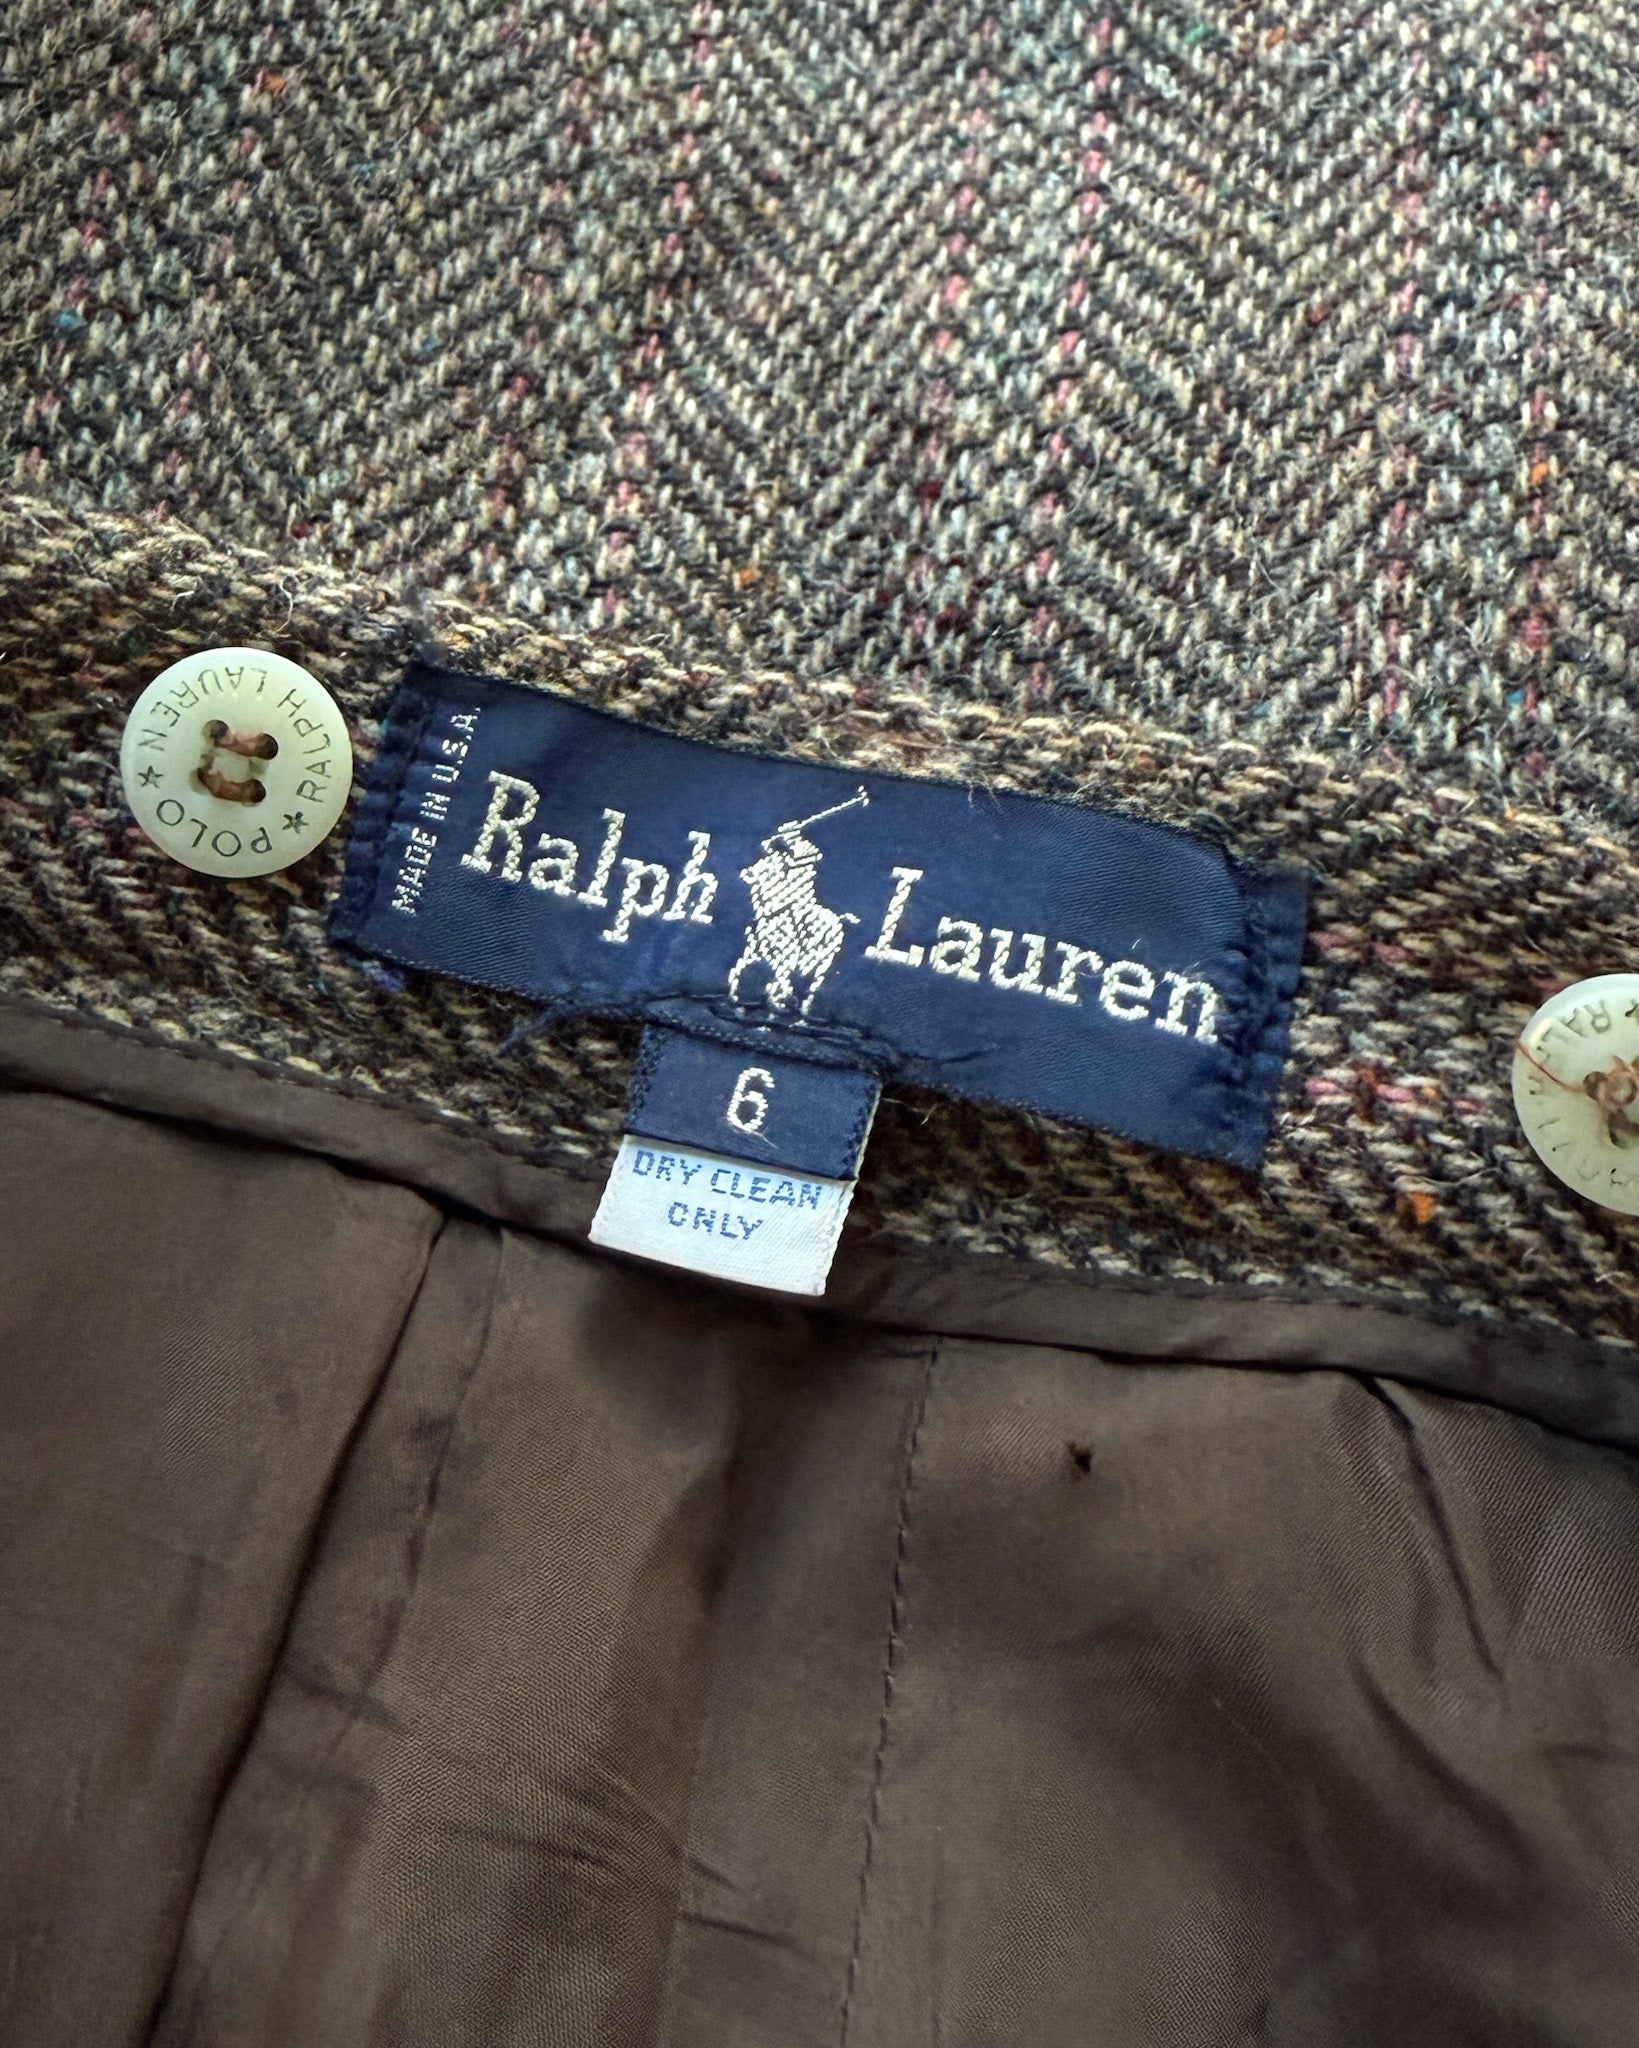 POLO ★ RALPH LAUREN ★
MADE IN U.S.A.
Ralph Lauren
6
DRY CLEAN
ONLY